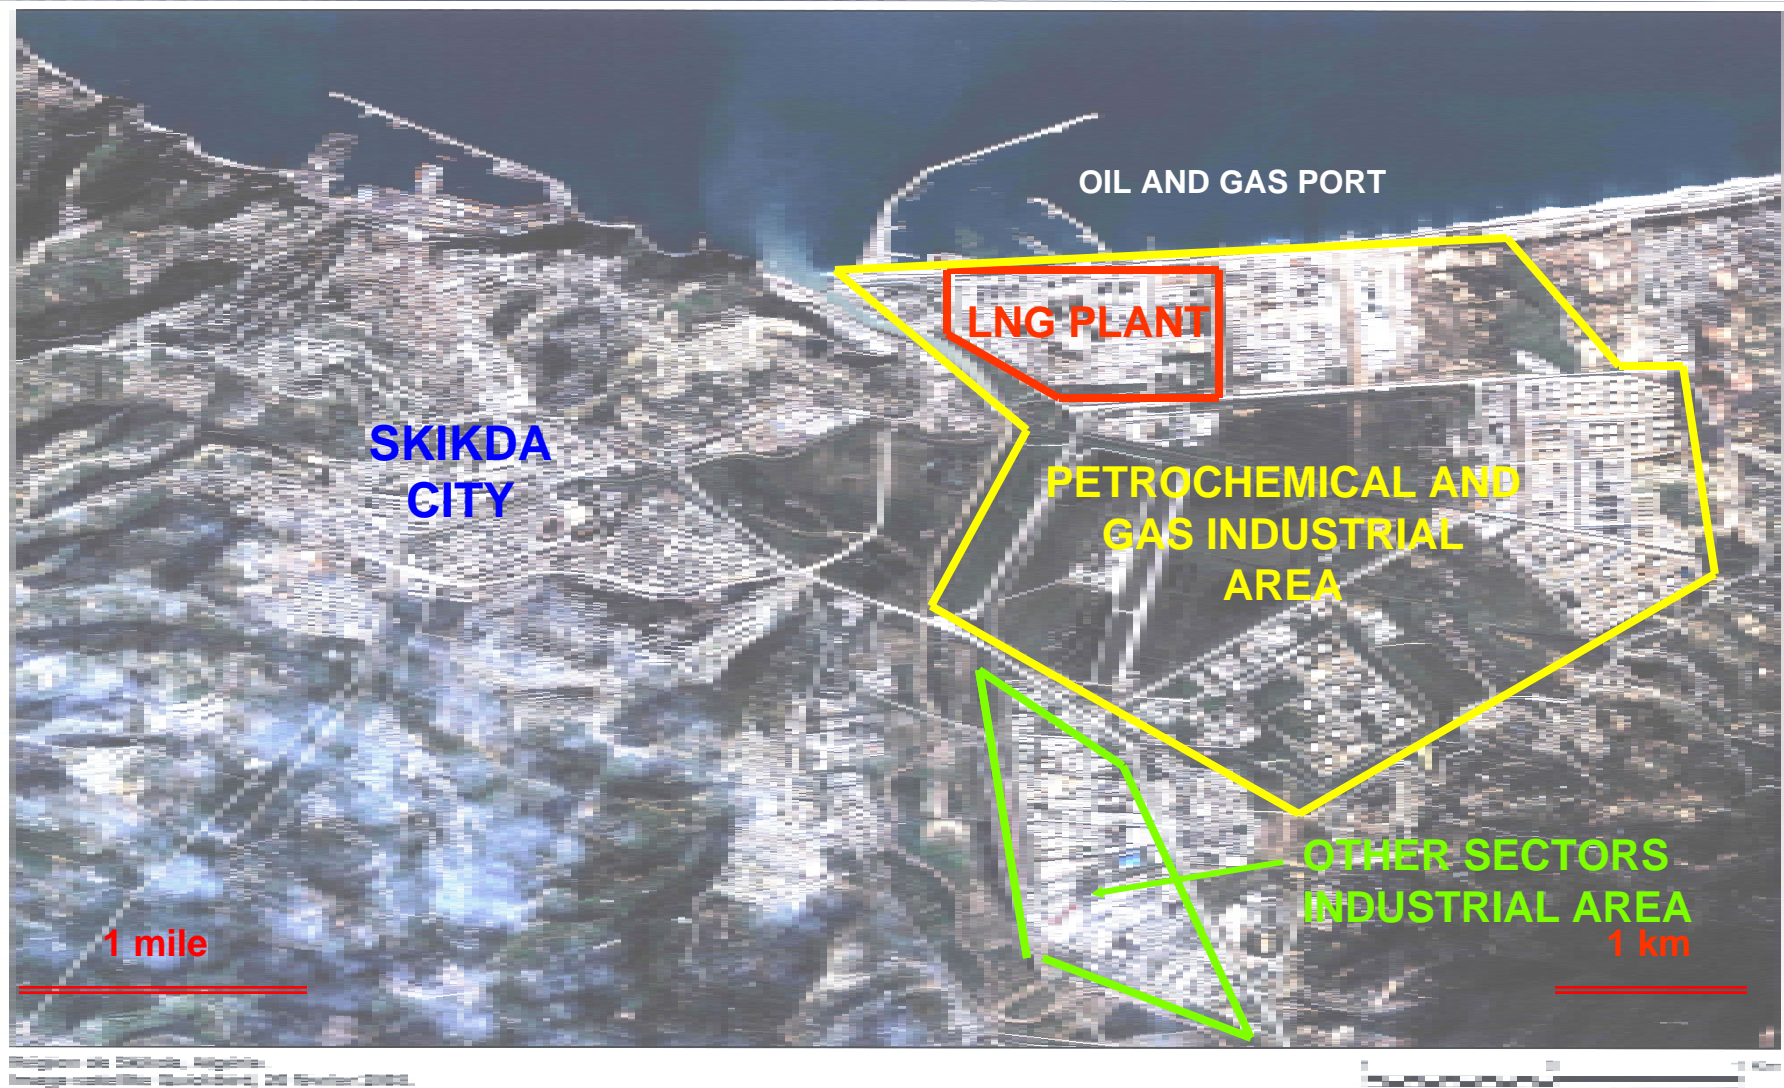 OIL AND GAS PORT
LNG PLANT
SKIKDA
CITY
PETROCHEMICAL AND
GAS INDUSTRIAL
AREA
OTHER SECTORS
INDUSTRIAL AREA
1 mile
1 km